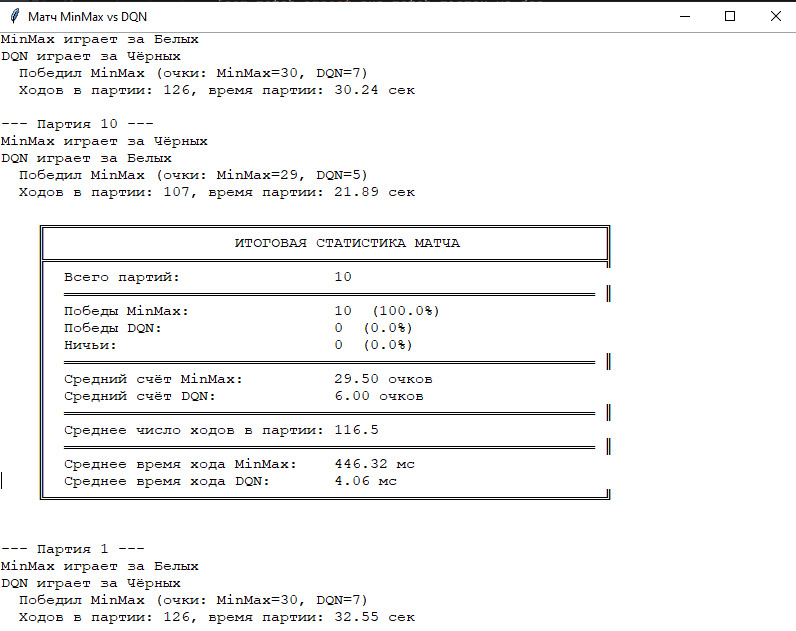 Матч MinMax vs DQN
MinMax играет за Белых
DQN играет за Чёрных
Победил MinMax (очки: MinMax=30, DQN=7)
Ходов в партии: 126, время партии: 30.24 сек
--- Партия 10 ---
MinMax играет за Чёрных
DQN играет за Белых
Победил MinMax (очки: MinMax=29, DQN=5)
Ходов в партии: 107, время партии: 21.89 сек
ИТОГОВАЯ СТАТИСТИКА МАТЧА
Всего партий: 10
Победы MinMax: 10 (100.0%)
Победы DQN: 0 (0.0%)
Ничьи: 0 (0.0%)
Средний счёт MinMax: 29.50 очков
Средний счёт DQN: 6.00 очков
Среднее число ходов в партии: 116.5
Среднее время хода MinMax: 446.32 мс
Среднее время хода DQN: 4.06 мс
--- Партия 1 ---
MinMax играет за Белых
DQN играет за Чёрных
Победил MinMax (очки: MinMax=30, DQN=7)
Ходов в партии: 126, время партии: 32.55 сек